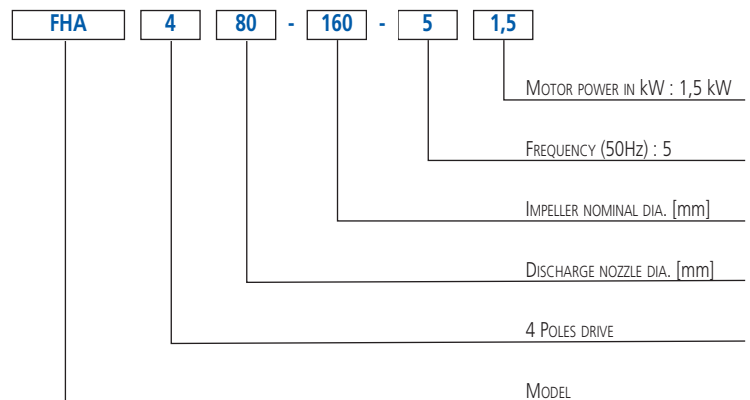 FHA 4 80 - 160 - 5 1,5
Motor power in kW : 1,5 kW
Frequency (50Hz) : 5
Impeller nominal dia. [mm]
Discharge nozzle dia. [mm]
4 Poles drive
Model